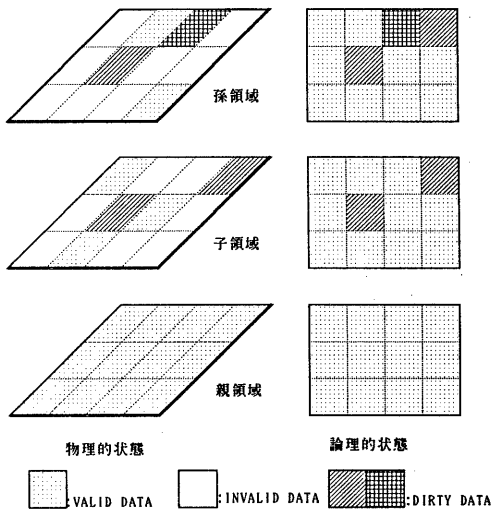 孫領域
子領域
親領域
物理的状態
論理的状態
:VALID DATA
:INVALID DATA
:DIRTY DATA